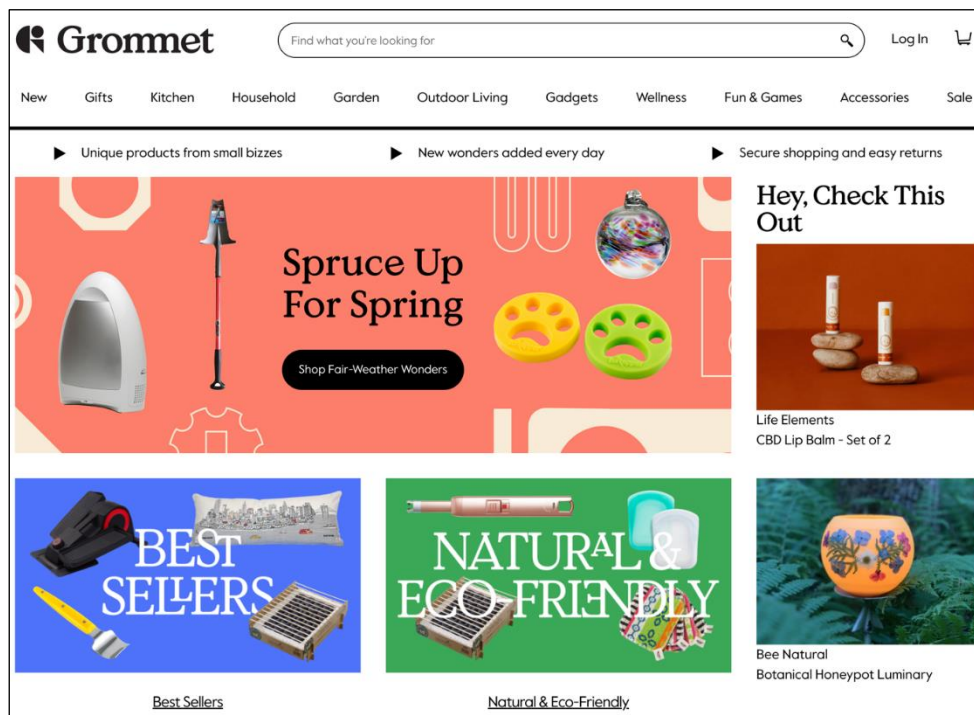 Grommet
Find what you're looking for
Log In
New Gifts Kitchen Household Garden Outdoor Living Gadgets Wellness Fun & Games Accessories Sale
Unique products from small bizzes New wonders added every day Secure shopping and easy returns
Spruce Up
For Spring
Shop Fair-Weather Wonders
Hey, Check This
Out
Life Elements
CBD Lip Balm - Set of 2
BEST
SELLERS
Best Sellers
NATURAL &
ECO-FRIENDLY
Natural & Eco-Friendly
Bee Natural
Botanical Honeypot Luminary